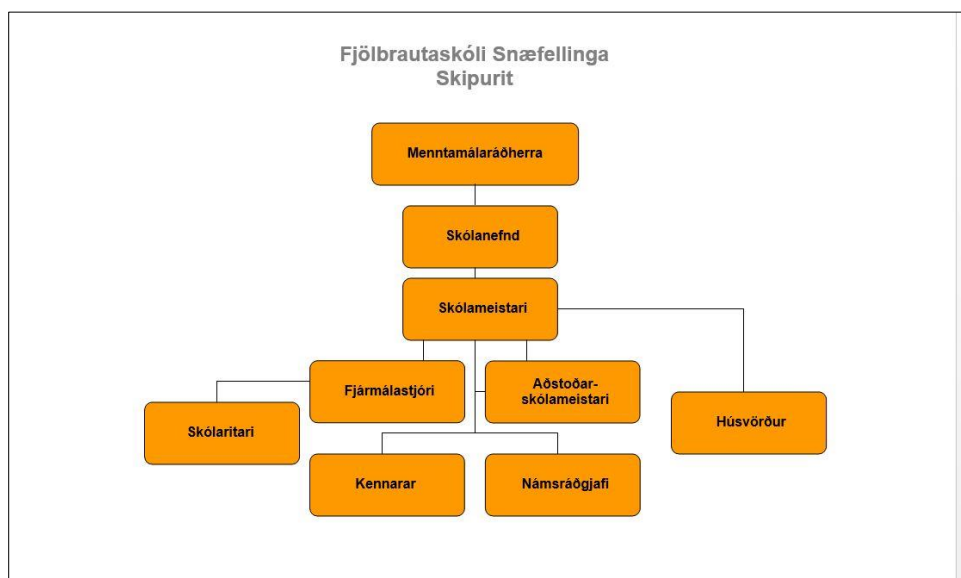 Fjölbrautaskóli Snæfellinga
Skipurit
Menntamálaráðherra
Skólanefnd
Skólameistari
Fjármálastjóri
Aðstoðar-
skólameistari
Skólaritari
Húsvörður
Kennarar
Námsráðgjafi